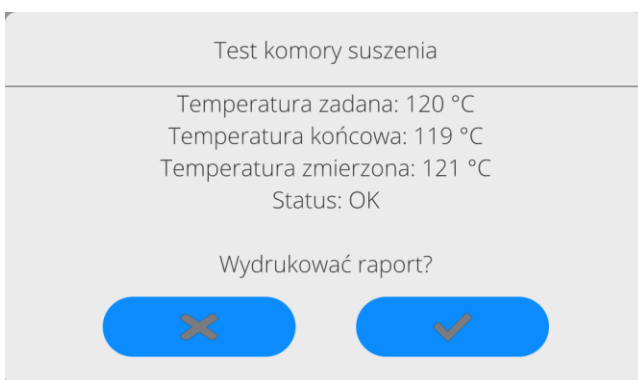 Test komory suszenia
Temperatura zadana: 120 °C
Temperatura końcowa: 119 °C
Temperatura zmierzona: 121 °C
Status: OK
Wydrukować raport?